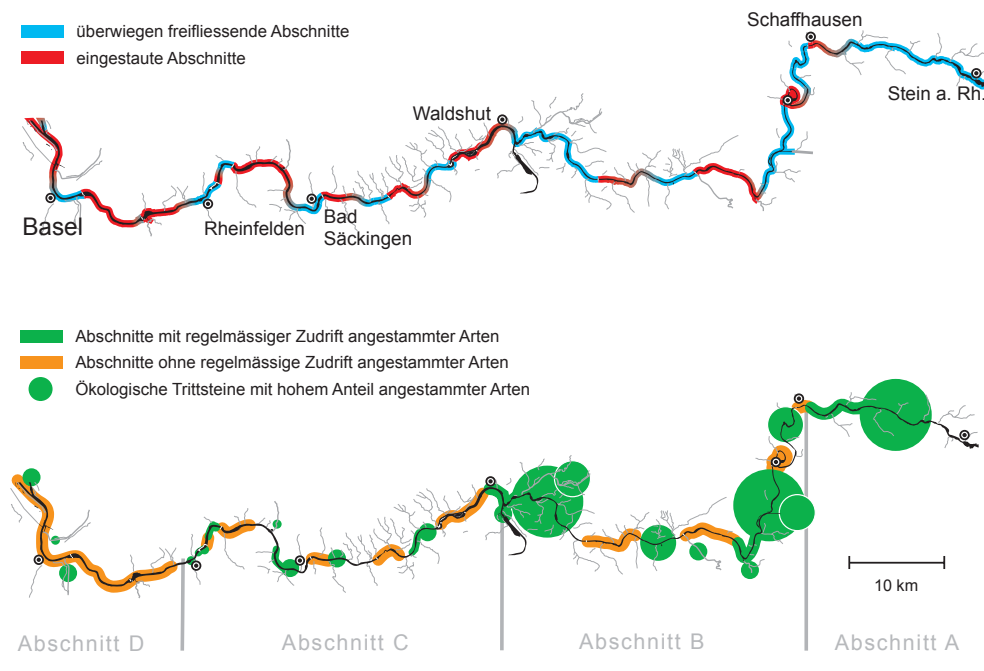 überwiegen freifliessende Abschnitte
eingestaute Abschnitte
Schaffhausen
Stein a. Rh.
Waldshut
Basel
Rheinfelden
Bad
Säckingen
Abschnitte mit regelmässiger Zudrift angestammter Arten
Abschnitte ohne regelmässige Zudrift angestammter Arten
Ökologische Trittsteine mit hohem Anteil angestammter Arten
10 km
Abschnitt D
Abschnitt C
Abschnitt B
Abschnitt A